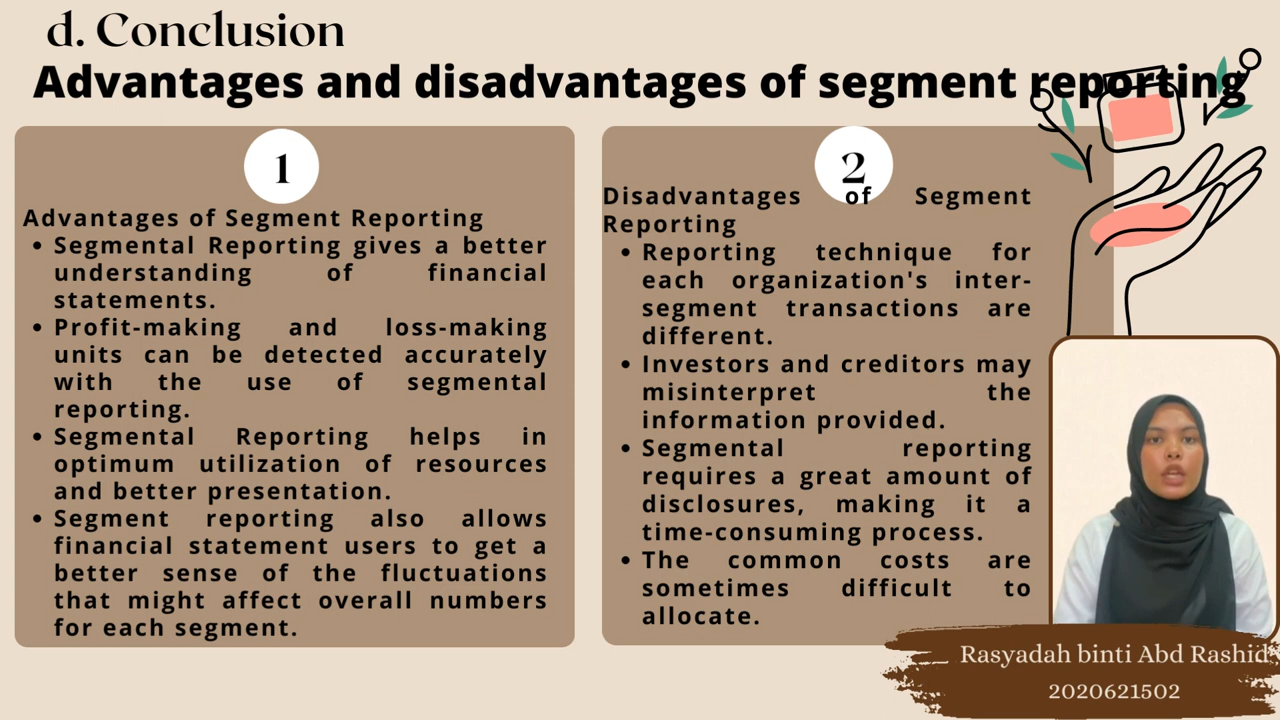 d. Conclusion
Advantages and disadvantages of segment reporting
1
Advantages of Segment Reporting
• Segmental Reporting gives a better
understanding of financial
statements.
• Profit-making and loss-making
units can be detected accurately
with the use of segmental
reporting.
• Segmental Reporting helps in
optimum utilization of resources
and better presentation.
• Segment reporting also allows
financial statement users to get a
better sense of the fluctuations
that might affect overall numbers
for each segment.
2
Disadvantages of Segment
Reporting
• Reporting technique for
each organization's inter-
segment transactions are
different.
• Investors and creditors may
misinterpret the
information provided.
• Segmental reporting
requires a great amount of
disclosures, making it a
time-consuming process.
• The common costs are
sometimes difficult to
allocate.
Rasyadah binti Abd Rashid
2020621502